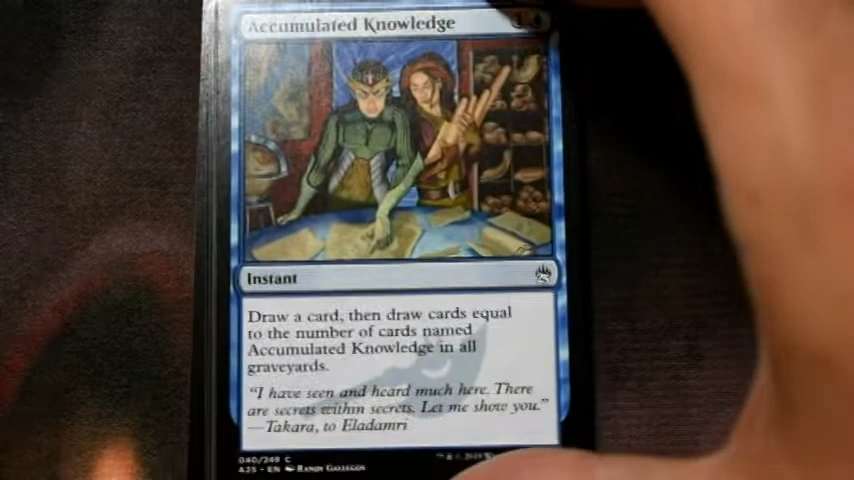 Accumulated Knowledge
1
Instant
Draw a card, then draw cards equal
to the number of cards named
Accumulated Knowledge in all
graveyards.
"I have seen and heard much here. There
are secrets within secrets. Let me show you."
—Takara, to Eladamri
040/249 C
A25 • EN Randy Gallegos